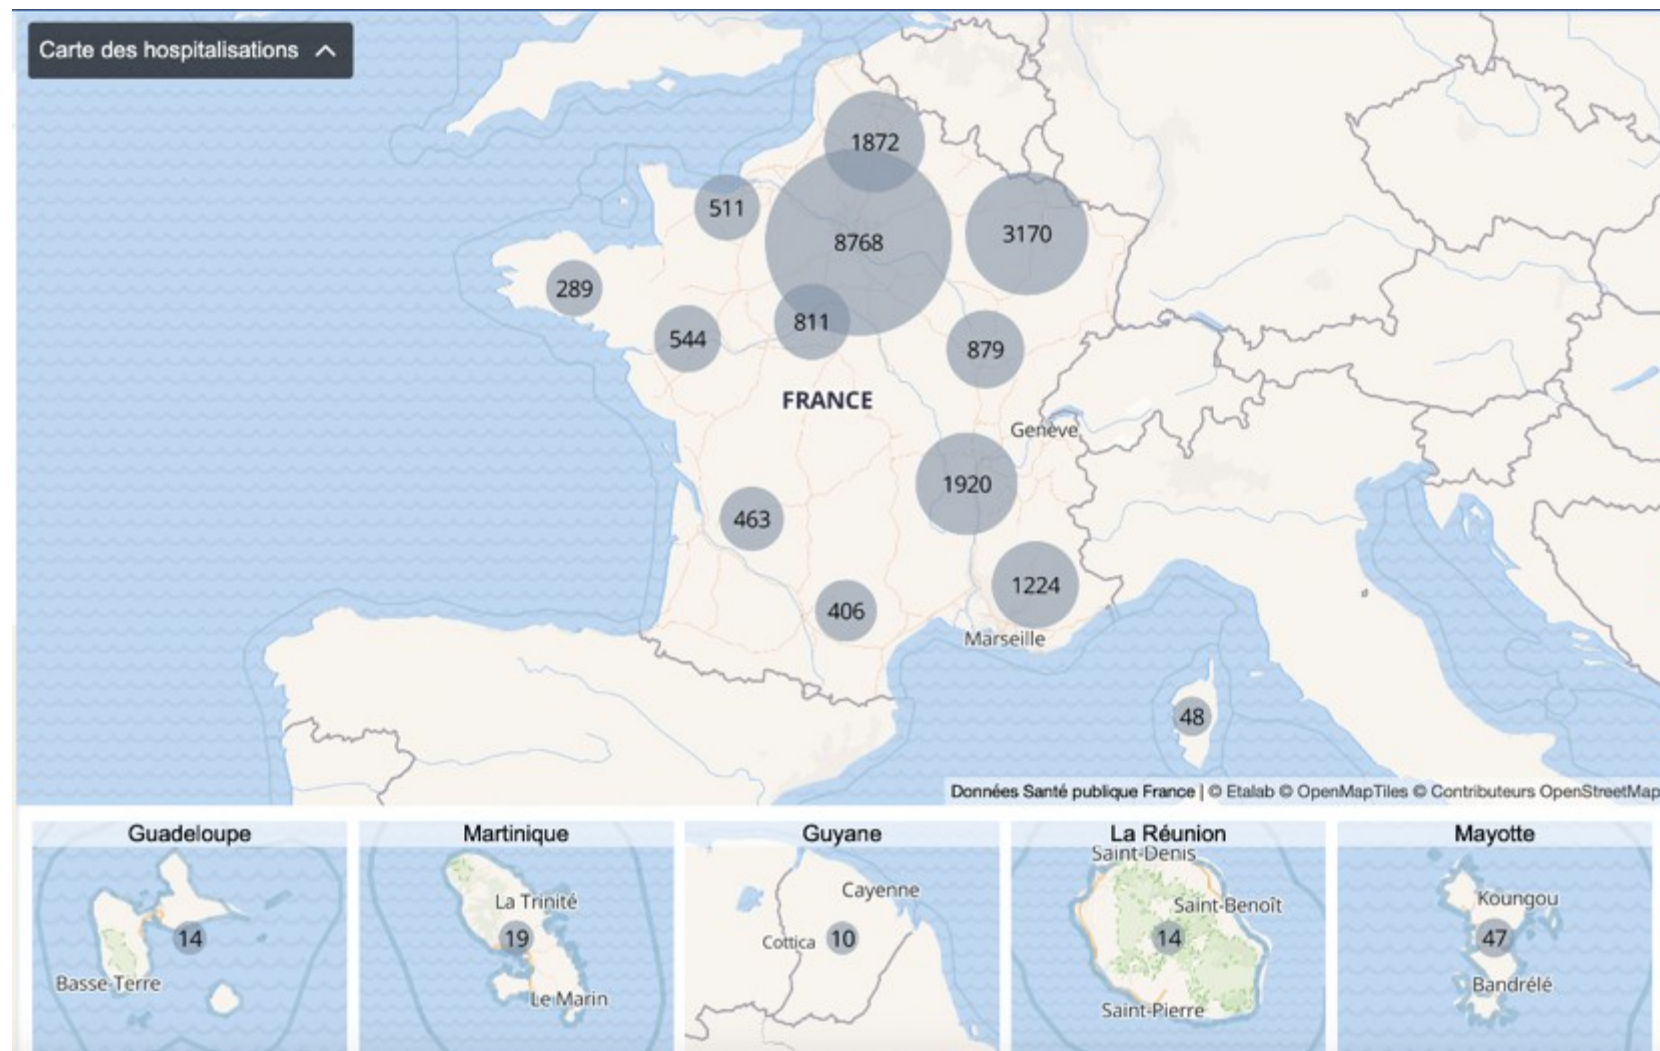 Carte des hospitalisations
1872
511
8768
3170
289
811
544
879
FRANCE
Genève
1920
463
1224
406
Marseille
48
Données Santé publique France | © Etalab © OpenMapTiles © Contributeurs OpenStreetMap
Guadeloupe
14
Basse-Terre
Martinique
La Trinité
19
Le Marin
Guyane
Cayenne
Cottica
10
La Réunion
Saint-Denis
Saint-Benoît
14
Saint-Pierre
Mayotte
Koungou
47
Bandrélé